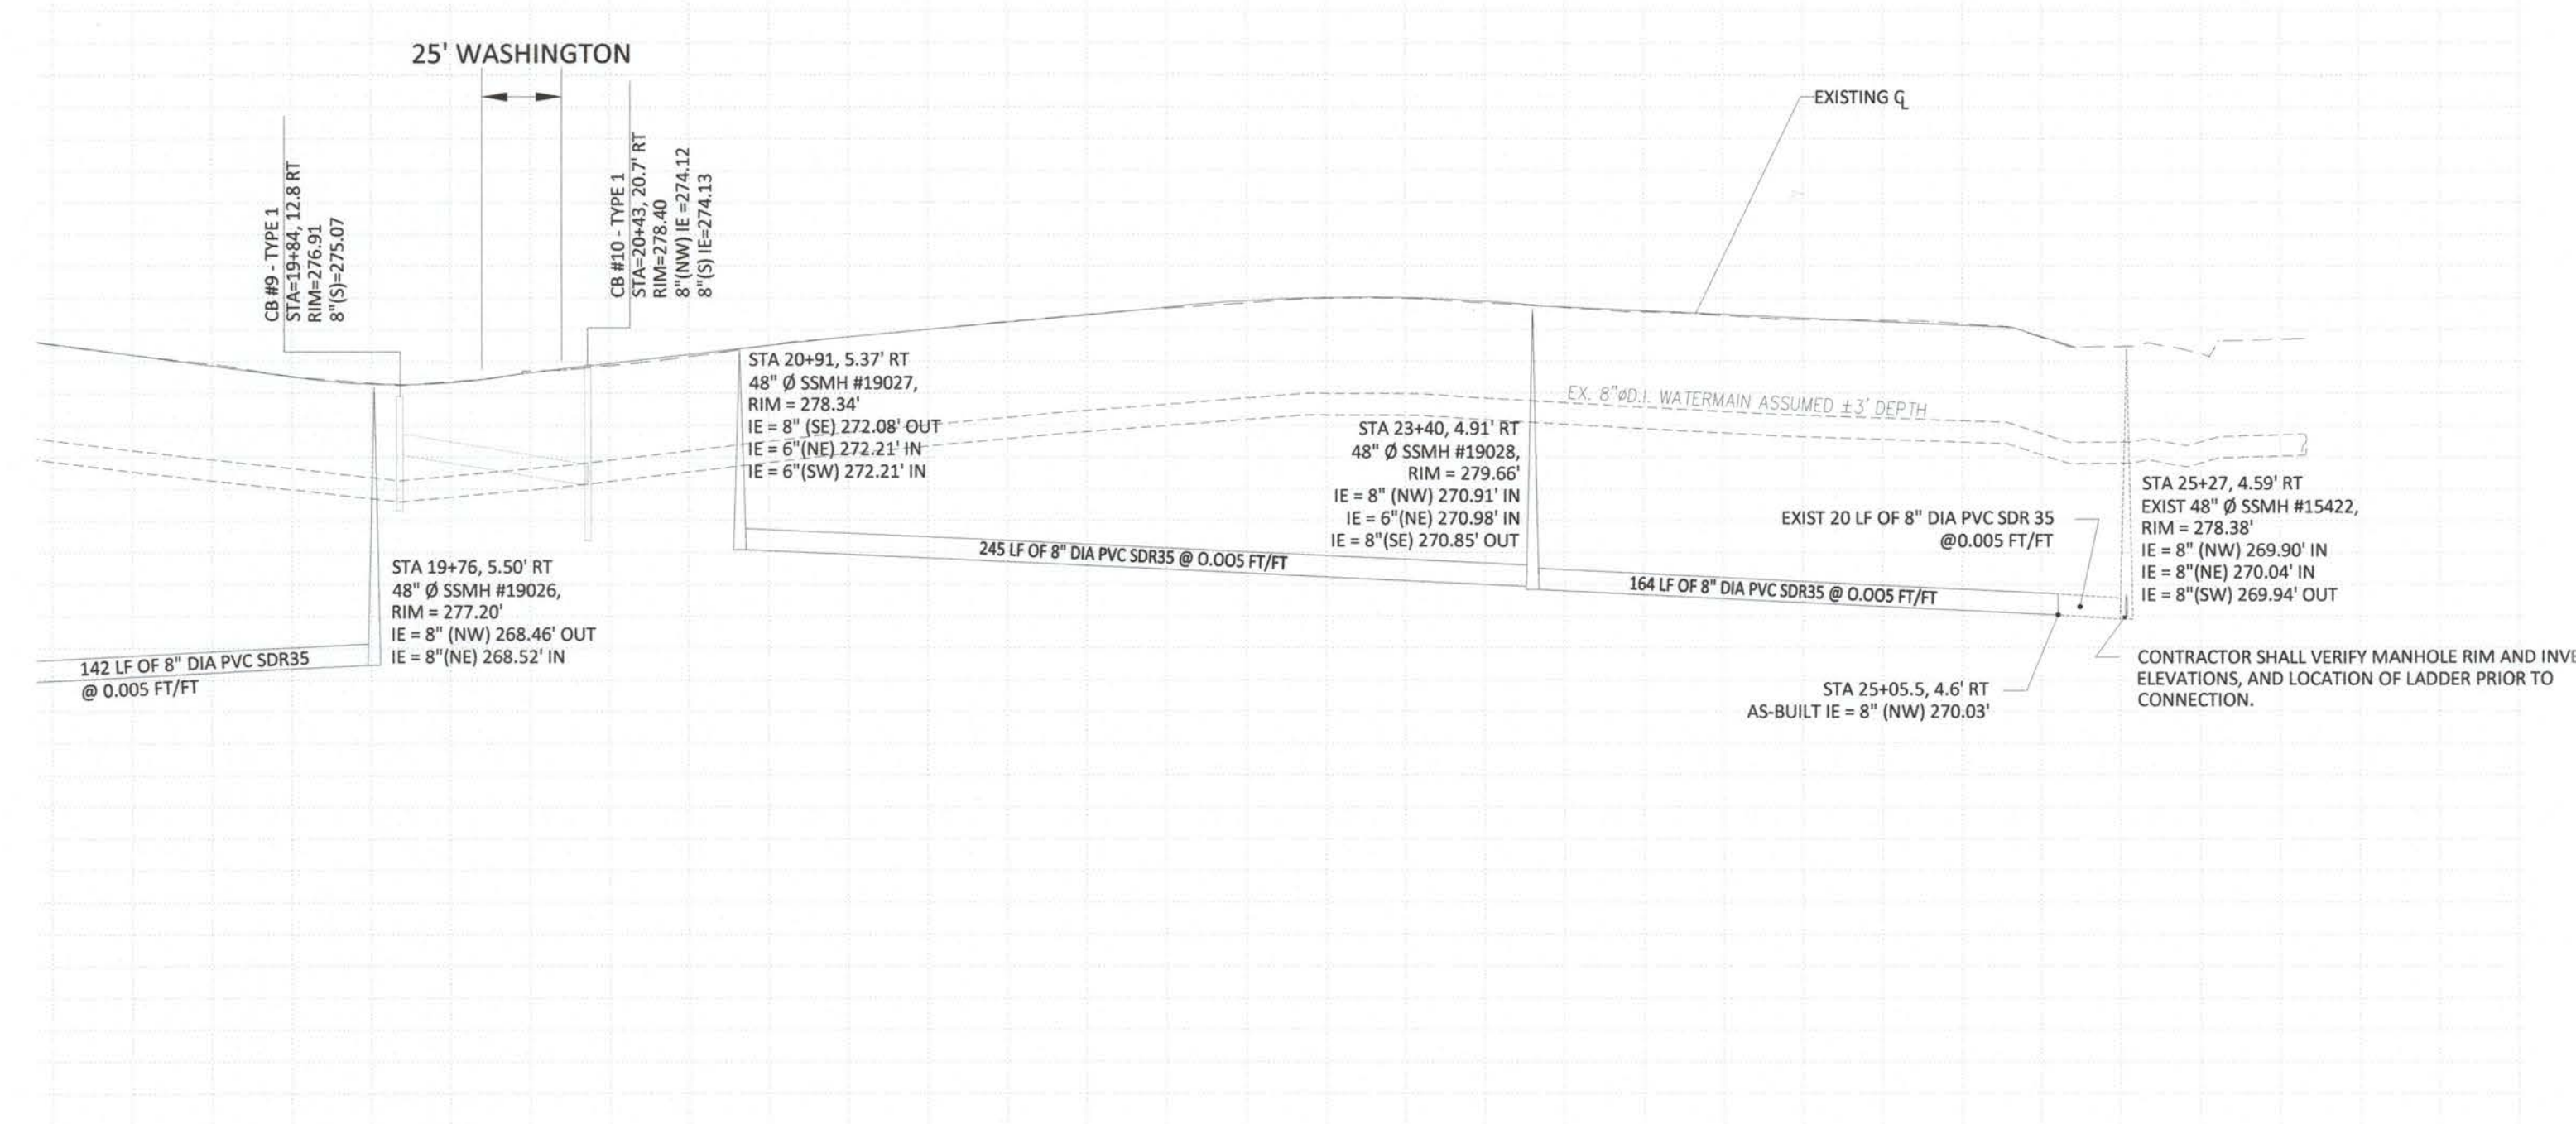 25' WASHINGTON
EXISTING ℄
CB #9 - TYPE 1
STA=19+84, 12.8 RT
RIM=276.91
8"(S)=275.07
CB #10 - TYPE 1
STA=20+43, 20.7' RT
RIM=278.40
8"(NW) IE =274.12
8"(S) IE=274.13
STA 20+91, 5.37' RT
48" Ø SSMH #19027,
RIM = 278.34'
IE = 8" (SE) 272.08' OUT
IE = 6"(NE) 272.21' IN
IE = 6"(SW) 272.21' IN
EX. 8"ØD.I. WATERMAIN ASSUMED ±3' DEPTH
STA 23+40, 4.91' RT
48" Ø SSMH #19028,
RIM = 279.66'
IE = 8" (NW) 270.91' IN
IE = 6"(NE) 270.98' IN
IE = 8"(SE) 270.85' OUT
STA 25+27, 4.59' RT
EXIST 48" Ø SSMH #15422,
RIM = 278.38'
IE = 8" (NW) 269.90' IN
IE = 8"(NE) 270.04' IN
IE = 8"(SW) 269.94' OUT
EXIST 20 LF OF 8" DIA PVC SDR 35
@0.005 FT/FT
245 LF OF 8" DIA PVC SDR35 @ 0.005 FT/FT
164 LF OF 8" DIA PVC SDR35 @ 0.005 FT/FT
STA 19+76, 5.50' RT
48" Ø SSMH #19026,
RIM = 277.20'
IE = 8" (NW) 268.46' OUT
IE = 8"(NE) 268.52' IN
142 LF OF 8" DIA PVC SDR35
@ 0.005 FT/FT
CONTRACTOR SHALL VERIFY MANHOLE RIM AND INVE
ELEVATIONS, AND LOCATION OF LADDER PRIOR TO
CONNECTION.
STA 25+05.5, 4.6' RT
AS-BUILT IE = 8" (NW) 270.03'